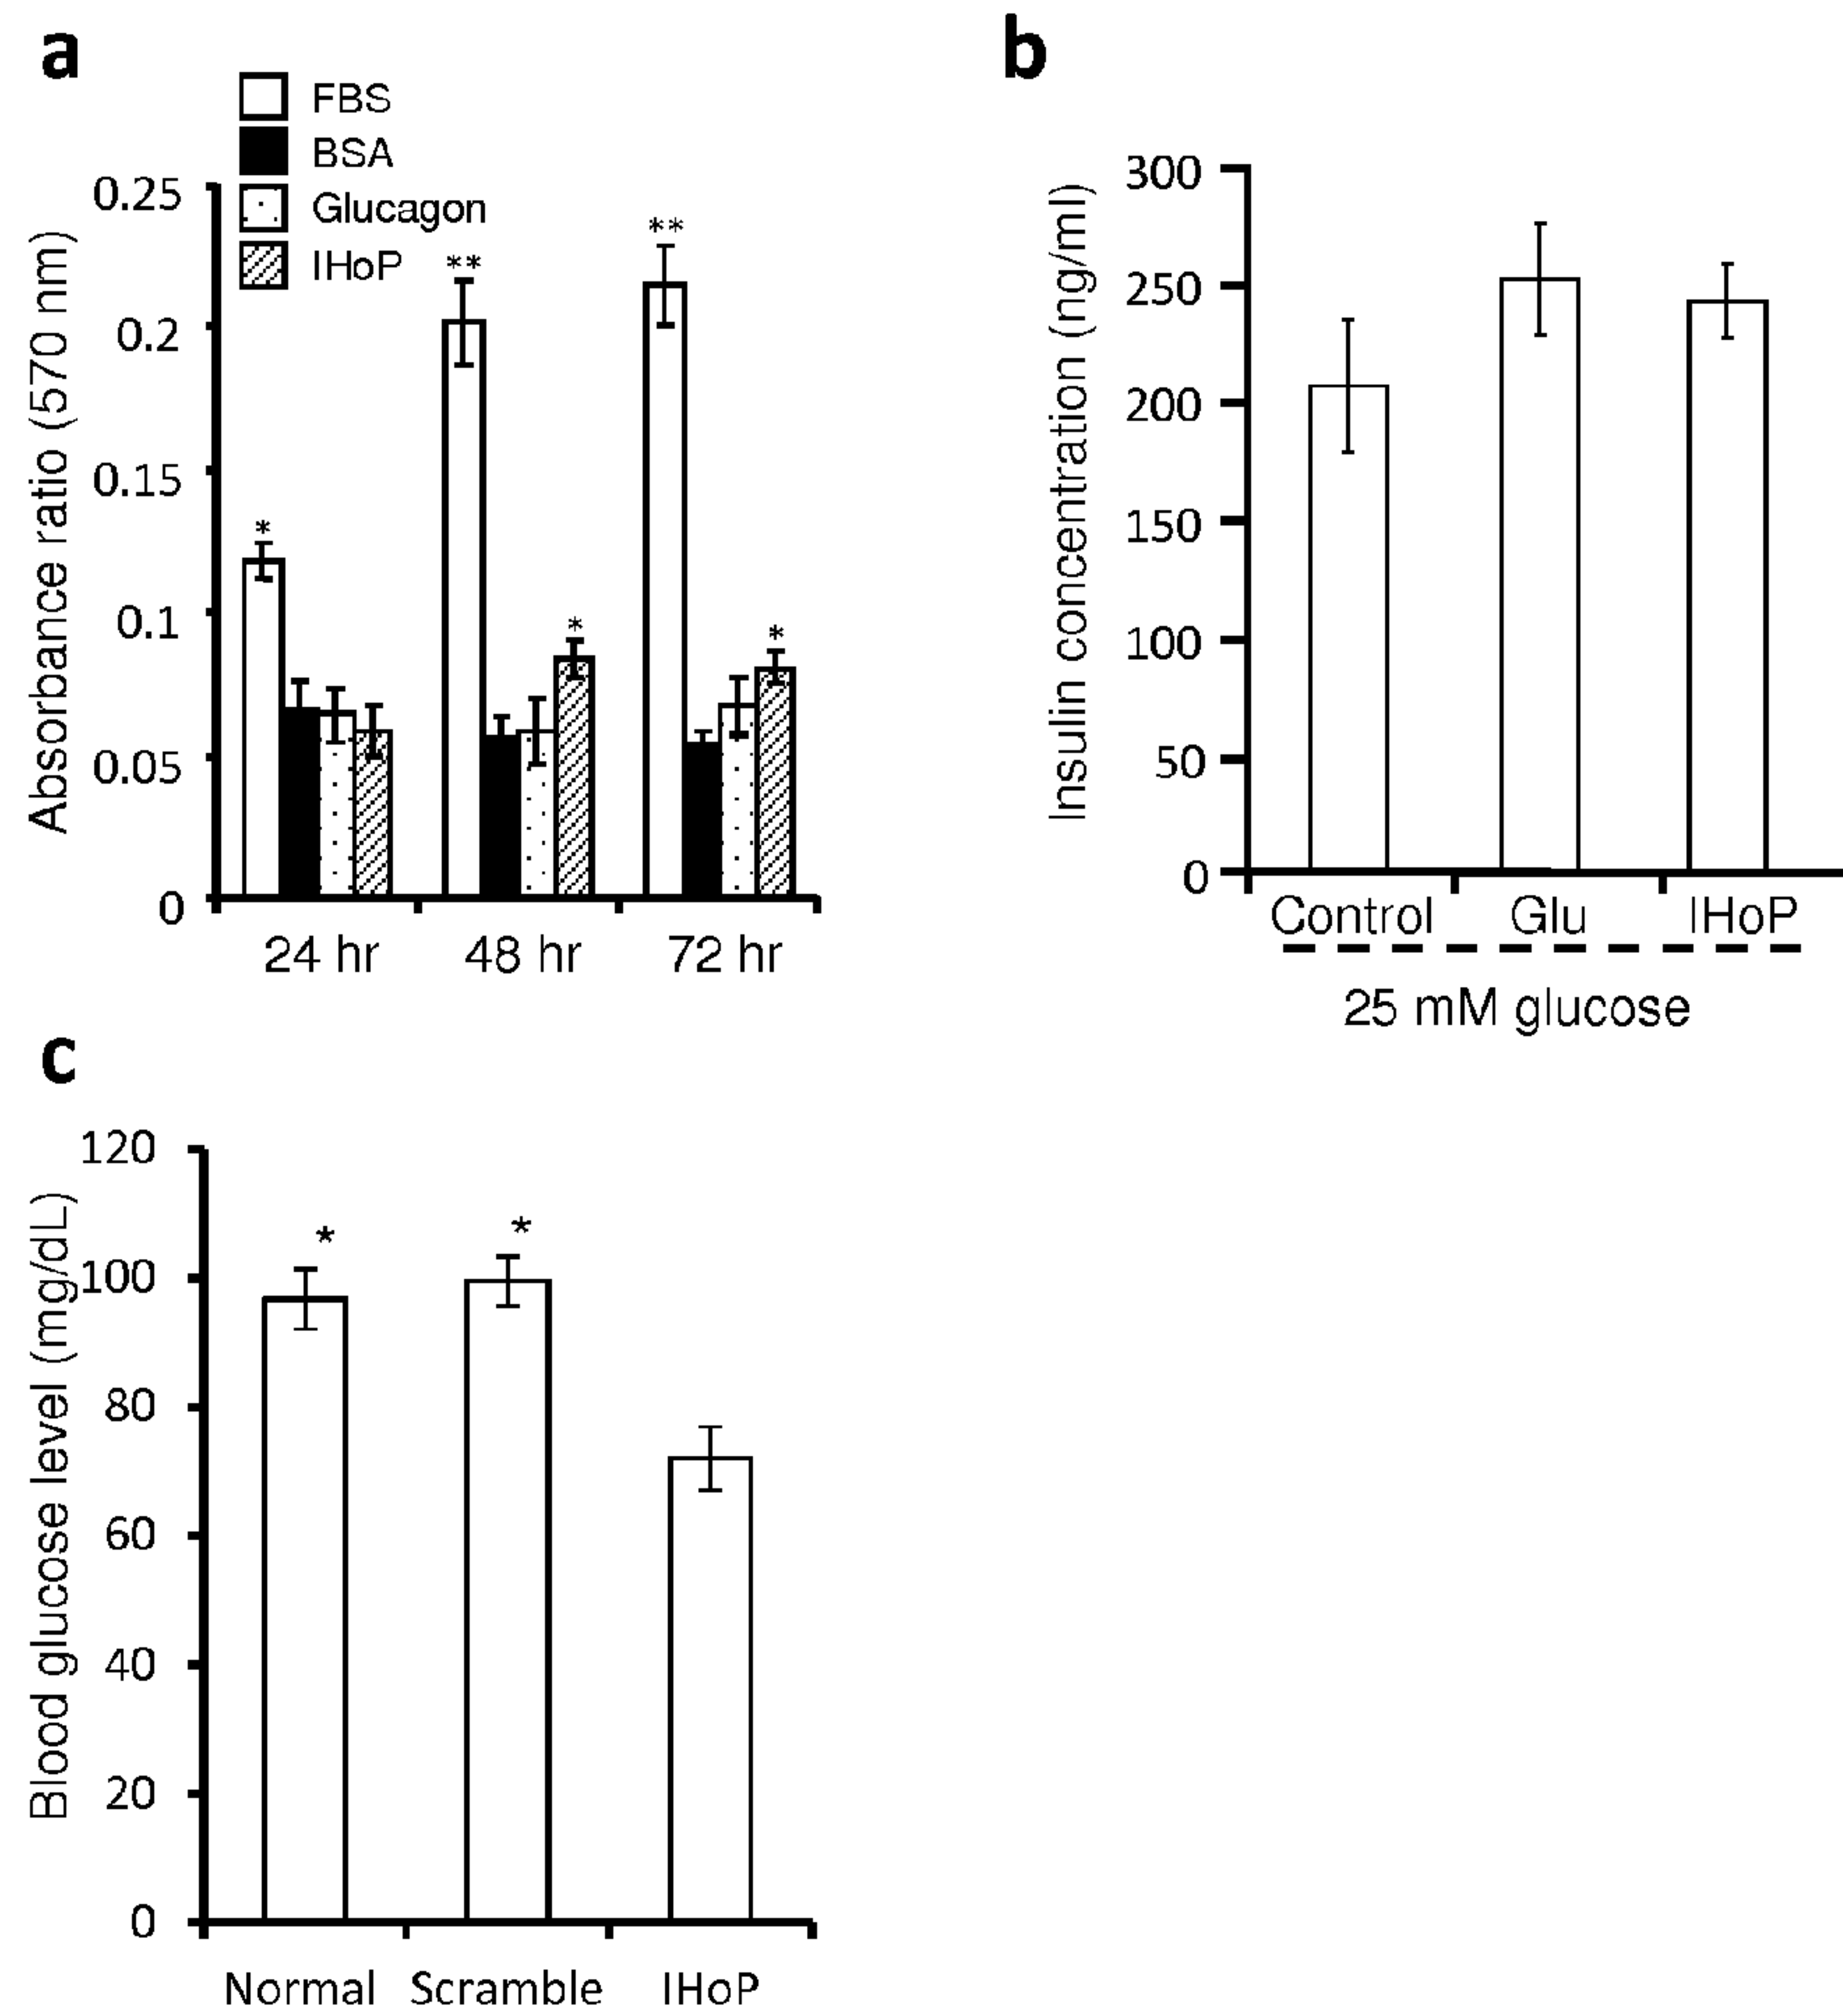 a
FBS
BSA
Glucagon
IHoP
Absorbance ratio (570 nm)
0.25
0.2
0.15
0.1
0.05
0
**
**
*
*
*
24 hr 48 hr 72 hr
b
Insulin concentration (ng/ml)
300
250
200
150
100
50
0
Control Glu IHoP
25 mM glucose
c
Blood glucose level (mg/dL)
120
100
80
60
40
20
0
* *
Normal Scramble IHoP